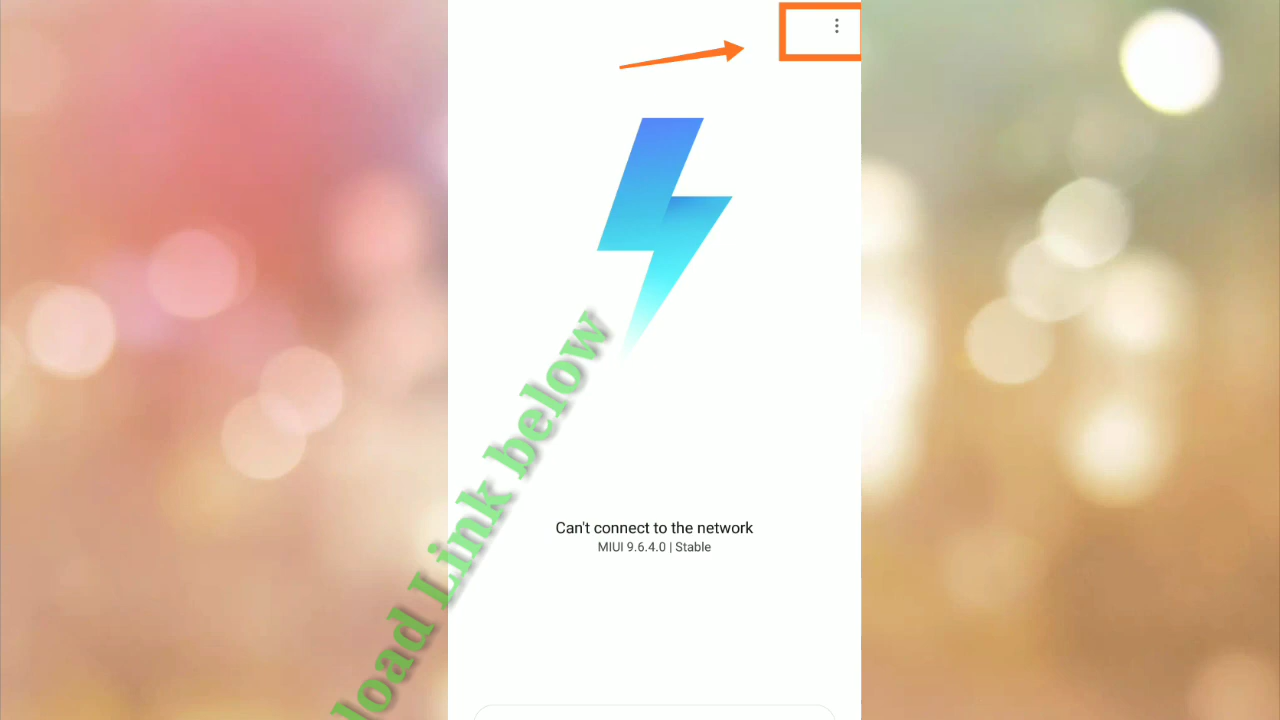 load Link below
Can't connect to the network
MIUI 9.6.4.0 | Stable